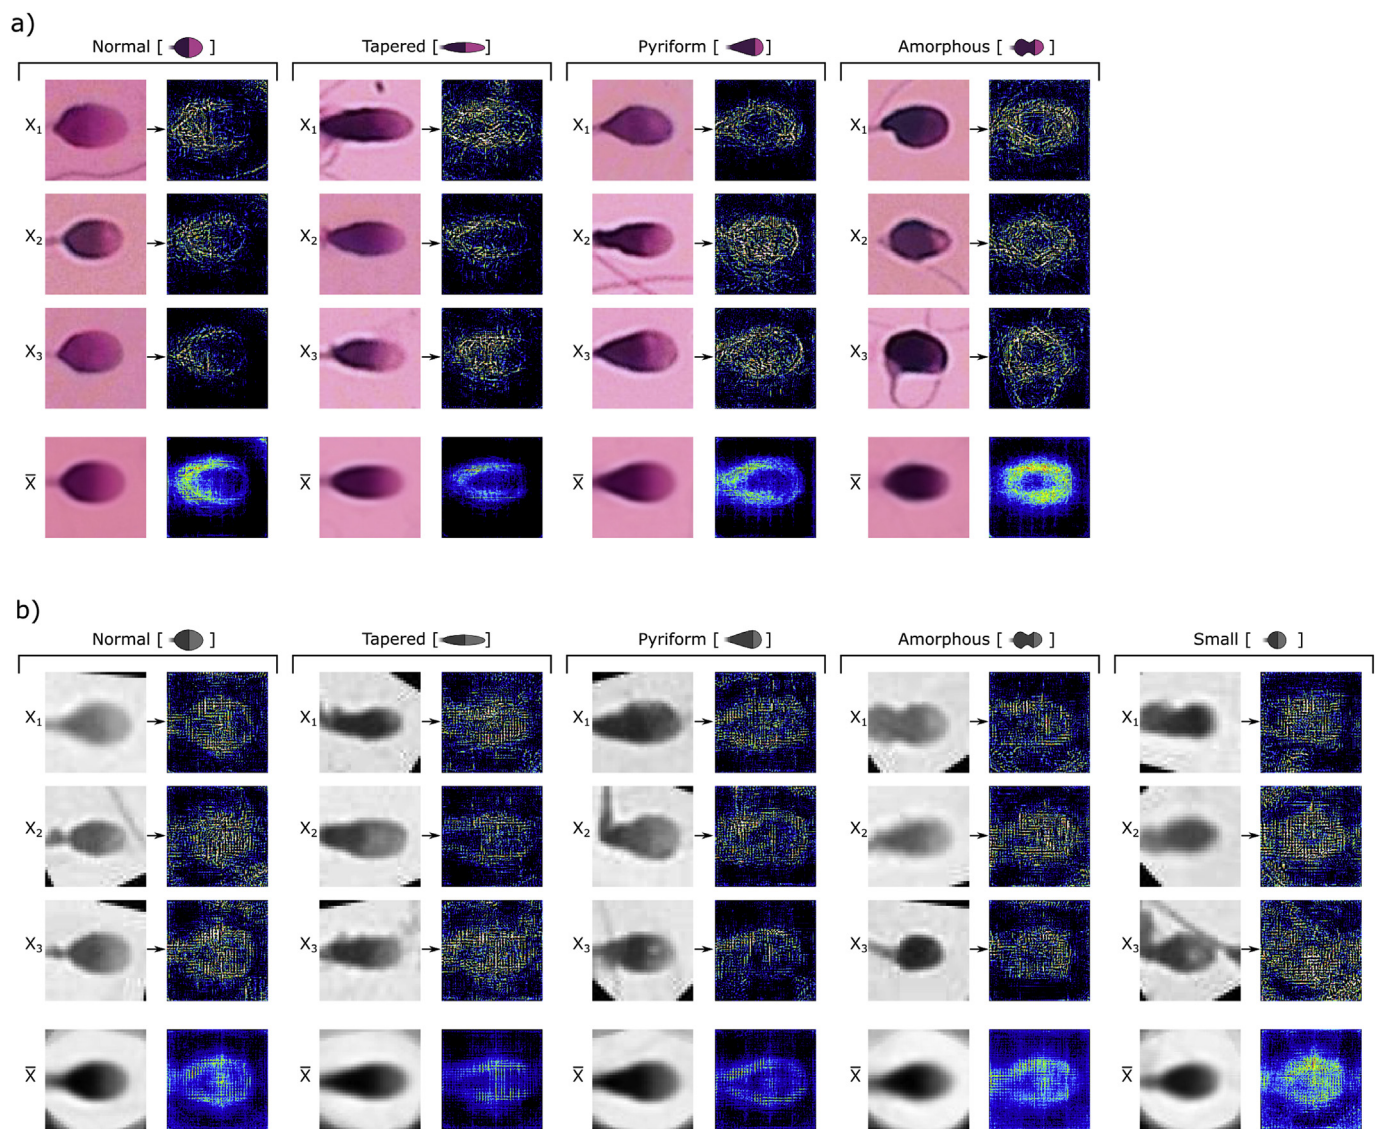 a)
Normal [ ] Tapered [ ] Pyriform [ ] Amorphous [ ]
X1 X1 X1 X1
X2 X2 X2 X2
X3 X3 X3 X3
X̅ X̅ X̅ X̅
b)
Normal [ ] Tapered [ ] Pyriform [ ] Amorphous [ ] Small [ ]
X1 X1 X1 X1 X1
X2 X2 X2 X2 X2
X3 X3 X3 X3 X3
X̅ X̅ X̅ X̅ X̅